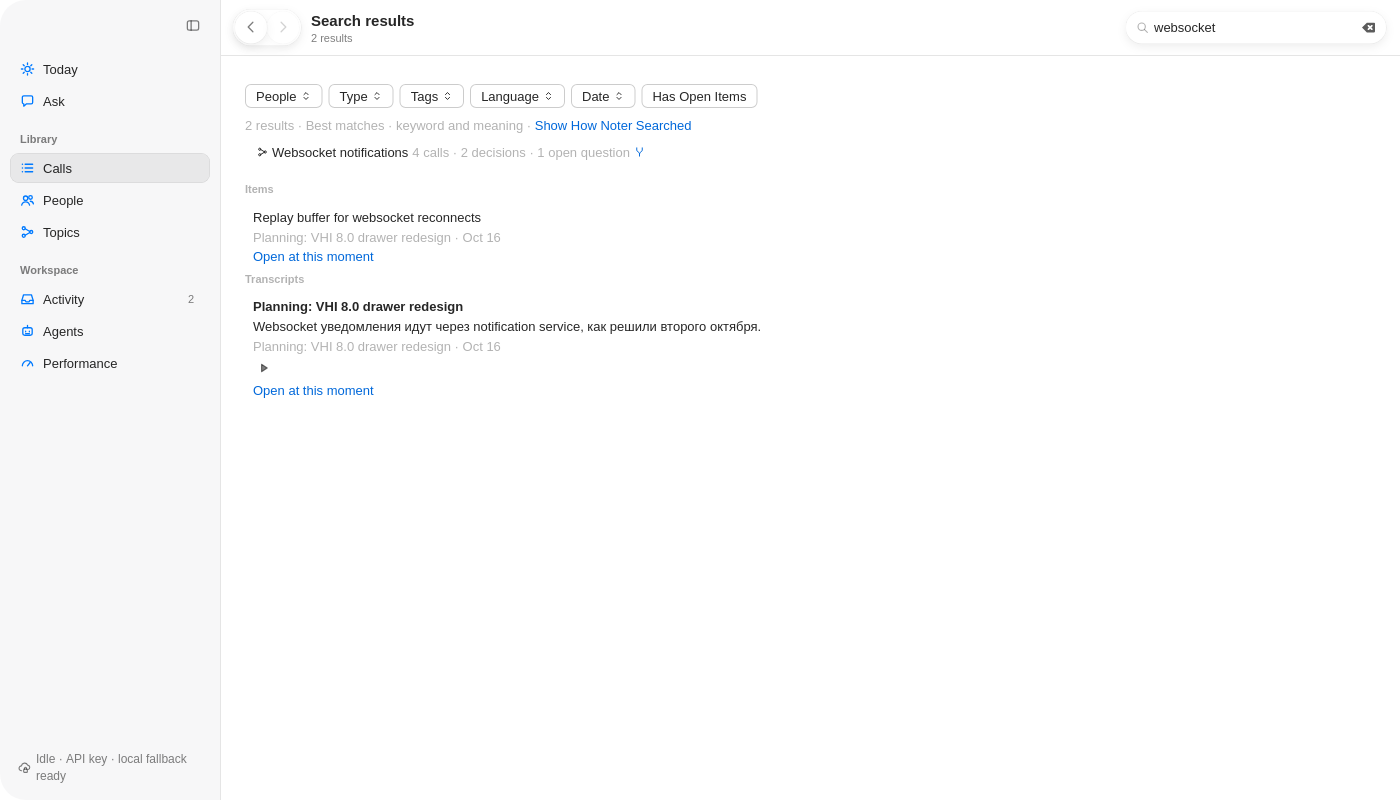 Search results
2 results
websocket
Today
Ask
Library
Calls
People
Topics
Workspace
Activity 2
Agents
Performance
Idle · API key · local fallback
ready
People Type Tags Language Date Has Open Items
2 results · Best matches · keyword and meaning · Show How Noter Searched
Websocket notifications 4 calls · 2 decisions · 1 open question
Items
Replay buffer for websocket reconnects
Planning: VHI 8.0 drawer redesign · Oct 16
Open at this moment
Transcripts
Planning: VHI 8.0 drawer redesign
Websocket уведомления идут через notification service, как решили второго октября.
Planning: VHI 8.0 drawer redesign · Oct 16
Open at this moment